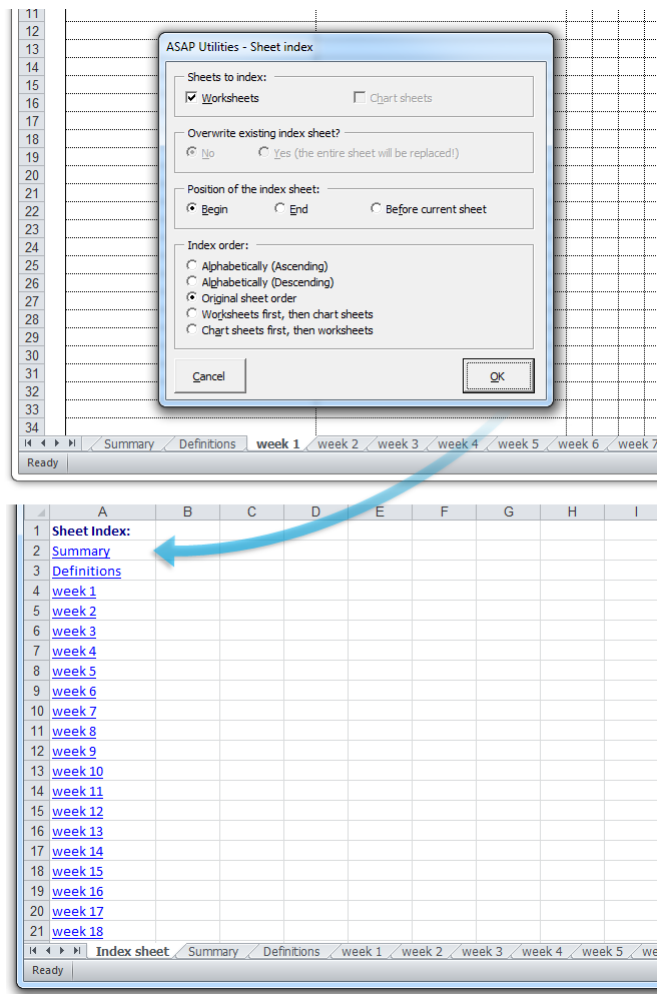 11
12
13
14
15
16
17
18
19
20
21
22
23
24
25
26
27
28
29
30
31
32
33
34
ASAP Utilities - Sheet index
Sheets to index:
Worksheets Chart sheets
Overwrite existing index sheet?
No Yes (the entire sheet will be replaced!)
Position of the index sheet:
Begin End Before current sheet
Index order:
Alphabetically (Ascending)
Alphabetically (Descending)
Original sheet order
Worksheets first, then chart sheets
Chart sheets first, then worksheets
Cancel OK
Summary Definitions week 1 week 2 week 3 week 4 week 5 week 6 week 7
Ready
A B C D E F G H I
1 Sheet Index:
2 Summary
3 Definitions
4 week 1
5 week 2
6 week 3
7 week 4
8 week 5
9 week 6
10 week 7
11 week 8
12 week 9
13 week 10
14 week 11
15 week 12
16 week 13
17 week 14
18 week 15
19 week 16
20 week 17
21 week 18
Index sheet Summary Definitions week 1 week 2 week 3 week 4 week 5 we
Ready